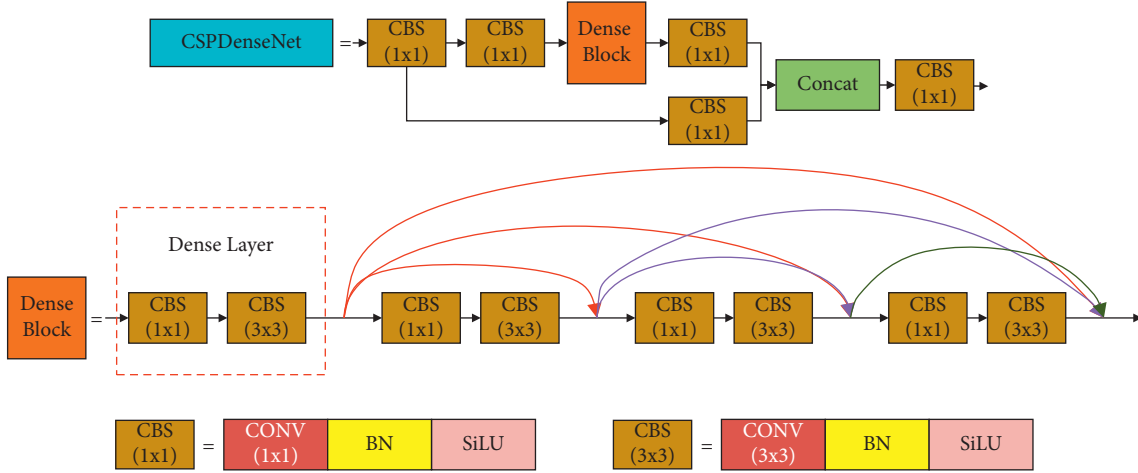 CSPDenseNet
=
CBS
(1x1)
CBS
(1x1)
Dense
Block
CBS
(1x1)
CBS
(1x1)
Concat
CBS
(1x1)
Dense Layer
Dense
Block
=
CBS
(1x1)
CBS
(3x3)
CBS
(1x1)
CBS
(3x3)
CBS
(1x1)
CBS
(3x3)
CBS
(1x1)
CBS
(3x3)
CBS
(1x1)
=
CONV
(1x1)
BN
SiLU
CBS
(3x3)
=
CONV
(3x3)
BN
SiLU